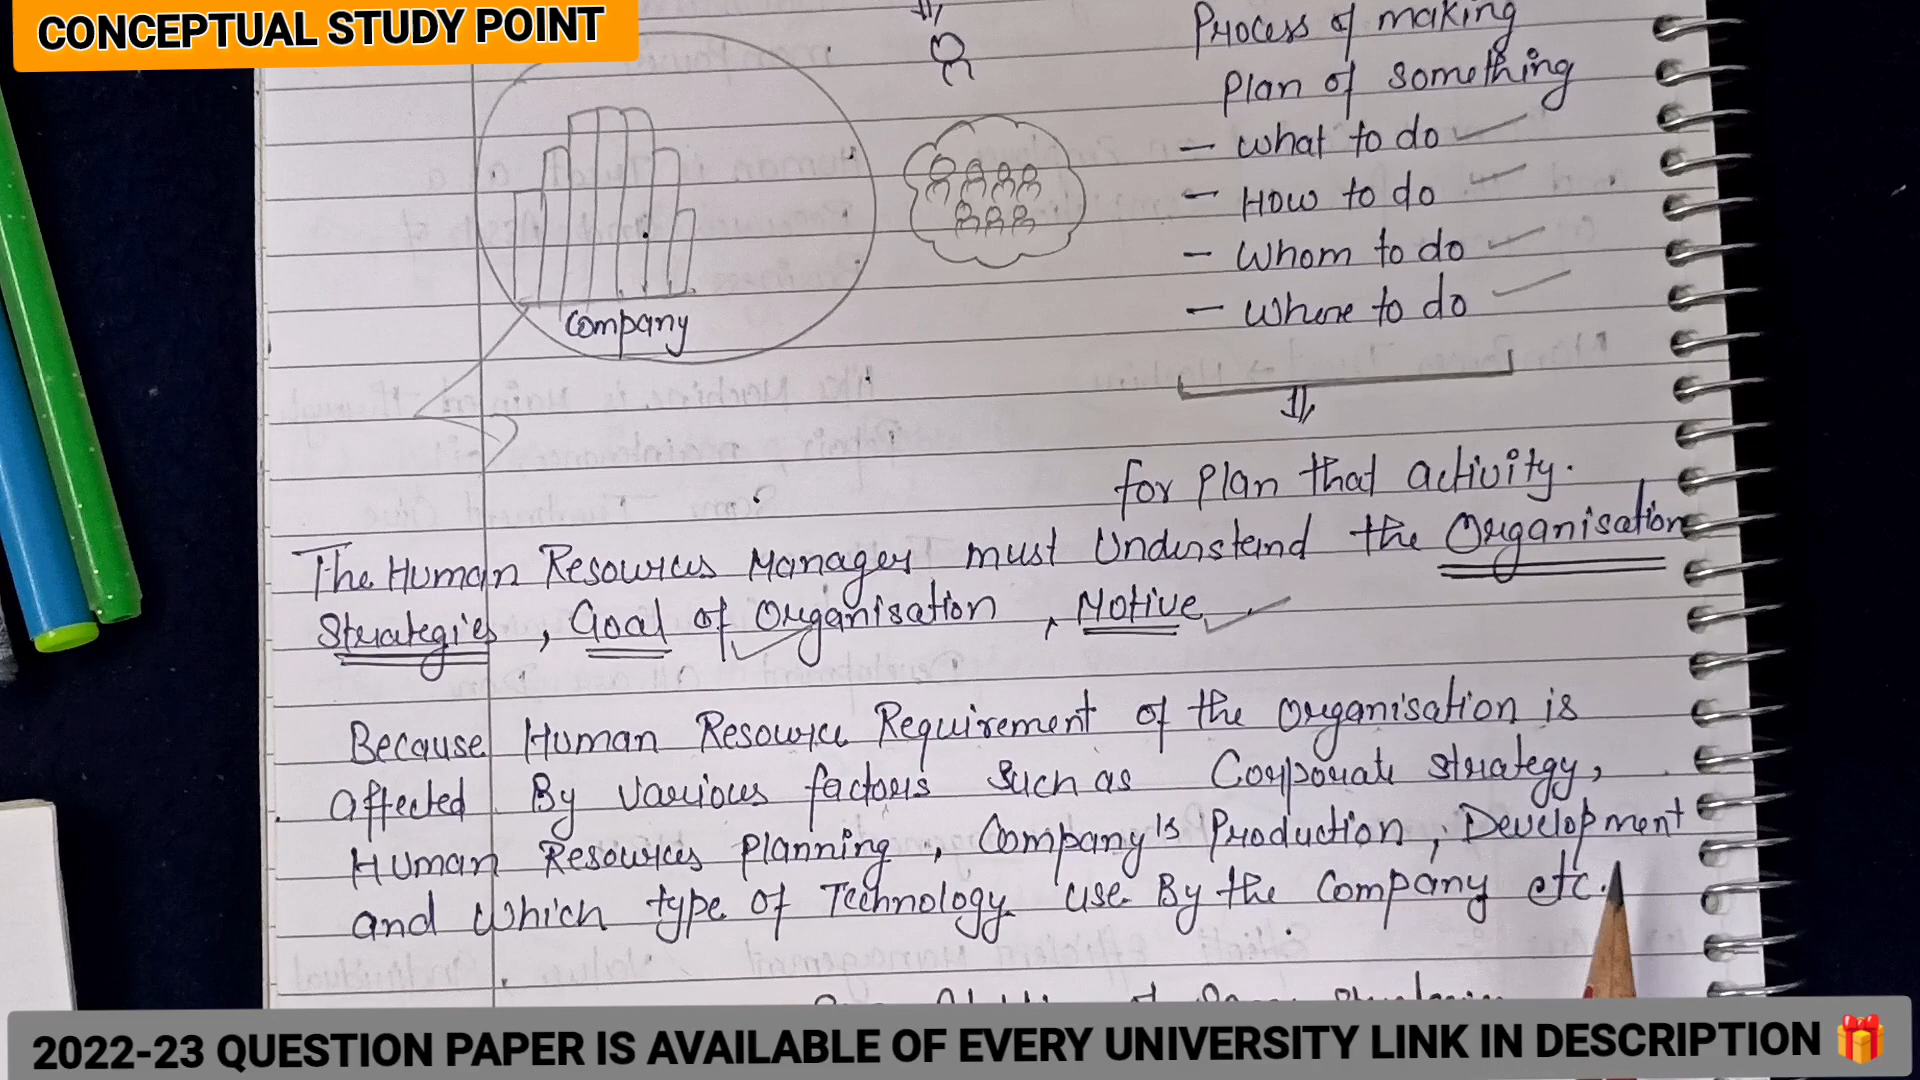 CONCEPTUAL STUDY POINT
Process of making
Plan of something
- What to do
- How to do
- Whom to do
- Where to do
Company
for Plan that activity.
The Human Resources Manager must Understand the Organisation
Strategies, Goal of Organisation, Motive
Because Human Resource Requirement of the Organisation is
affected By Various factors Such as Corporate Strategy,
Human Resources Planning, Company's Production, Development
and Which type of Technology use By the Company etc.
2022-23 QUESTION PAPER IS AVAILABLE OF EVERY UNIVERSITY LINK IN DESCRIPTION 🎁